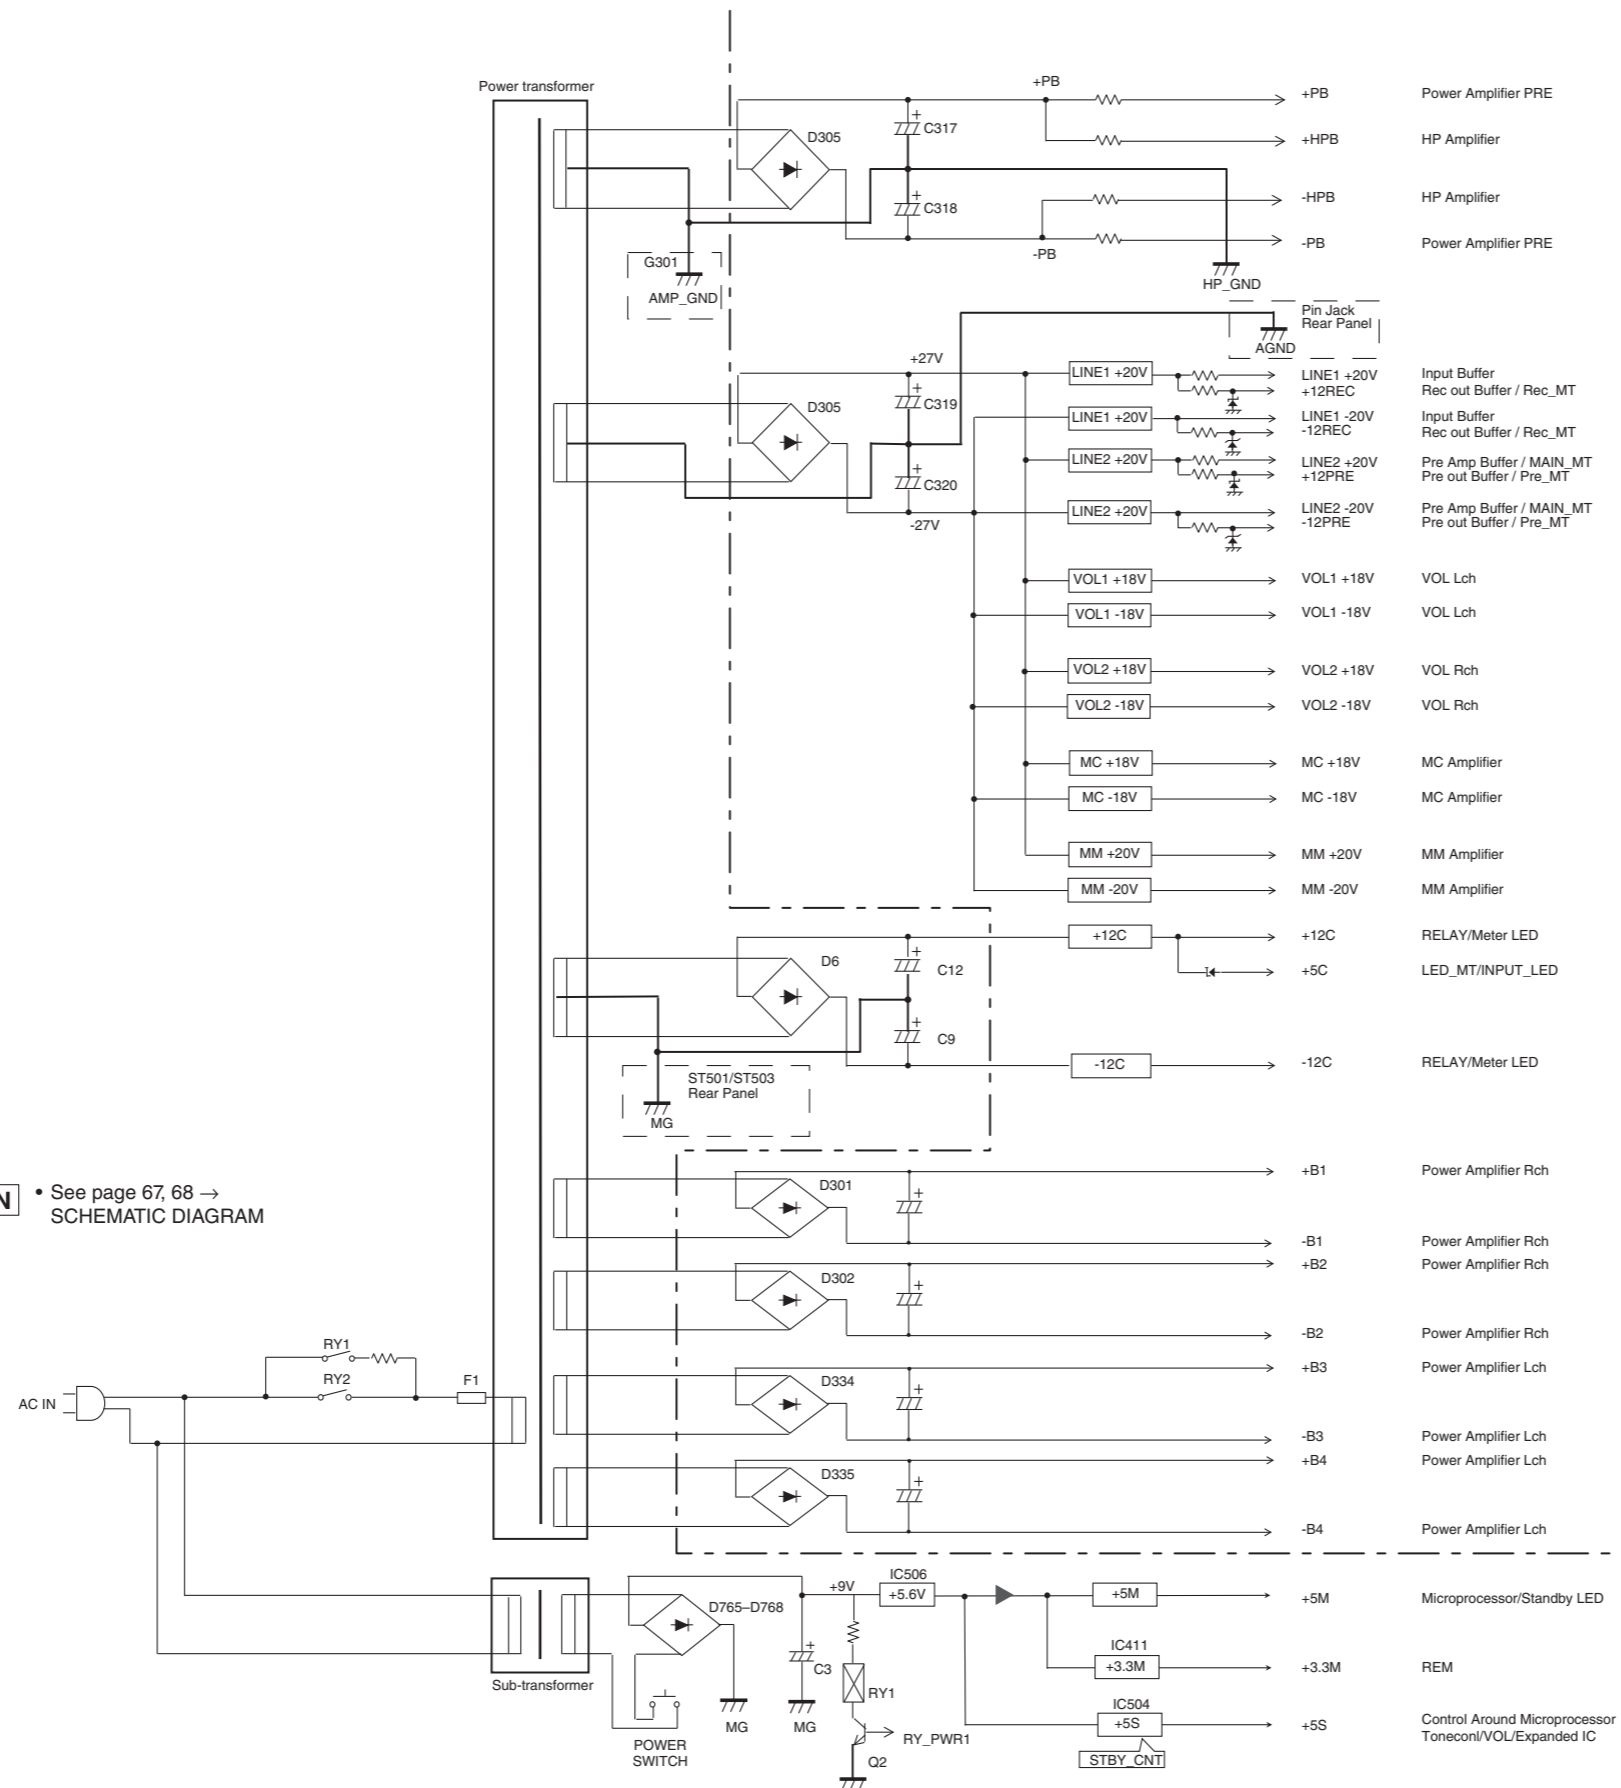 Power transformer
+PB
+PB Power Amplifier PRE
D305
+
C317
+HPB HP Amplifier
+
C318
-HPB HP Amplifier
-PB
-PB Power Amplifier PRE
G301
AMP_GND
HP_GND
Pin Jack
Rear Panel
AGND
+27V
D305
+
C319
+
C320
-27V
LINE1 +20V LINE1 +20V Input Buffer
+12REC Rec out Buffer / Rec_MT
LINE1 +20V LINE1 -20V Input Buffer
-12REC Rec out Buffer / Rec_MT
LINE2 +20V LINE2 +20V Pre Amp Buffer / MAIN_MT
+12PRE Pre out Buffer / Pre_MT
LINE2 +20V LINE2 -20V Pre Amp Buffer / MAIN_MT
-12PRE Pre out Buffer / Pre_MT
VOL1 +18V VOL1 +18V VOL Lch
VOL1 -18V VOL1 -18V VOL Lch
VOL2 +18V VOL2 +18V VOL Rch
VOL2 -18V VOL2 -18V VOL Rch
MC +18V MC +18V MC Amplifier
MC -18V MC -18V MC Amplifier
MM +20V MM +20V MM Amplifier
MM -20V MM -20V MM Amplifier
+12C +12C RELAY/Meter LED
D6
+
C12
+5C LED_MT/INPUT_LED
+
C9
-12C -12C RELAY/Meter LED
ST501/ST503
Rear Panel
MG
N • See page 67, 68 →
SCHEMATIC DIAGRAM
+B1 Power Amplifier Rch
D301
+
-B1 Power Amplifier Rch
+B2 Power Amplifier Rch
D302
+
-B2 Power Amplifier Rch
+B3 Power Amplifier Lch
D334
+
-B3 Power Amplifier Lch
+B4 Power Amplifier Lch
D335
+
-B4 Power Amplifier Lch
RY1
RY2
F1
AC IN
Sub-transformer
D765–D768
+9V
IC506
+5.6V
+5M +5M Microprocessor/Standby LED
IC411
+3.3M +3.3M REM
IC504
+5S +5S Control Around Microprocessor
Toneconl/VOL/Expanded IC
STBY_CNT
+
C3
RY1
MG
MG
POWER
SWITCH
RY_PWR1
Q2